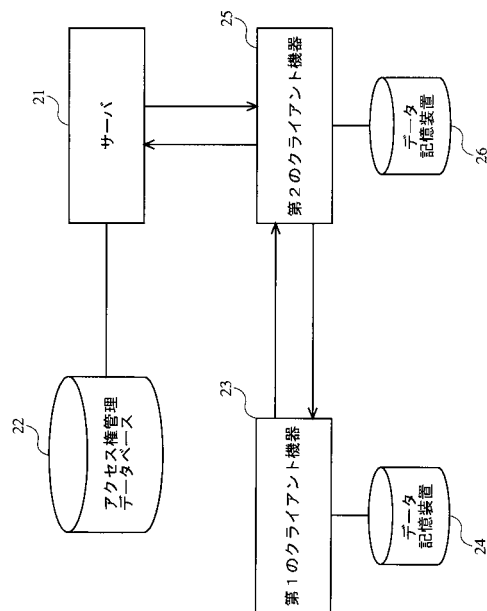 22
アクセス権管理
データベース
21
サーバ
23
第1のクライアント機器
25
第2のクライアント機器
データ
記憶装置
24
データ
記憶装置
26